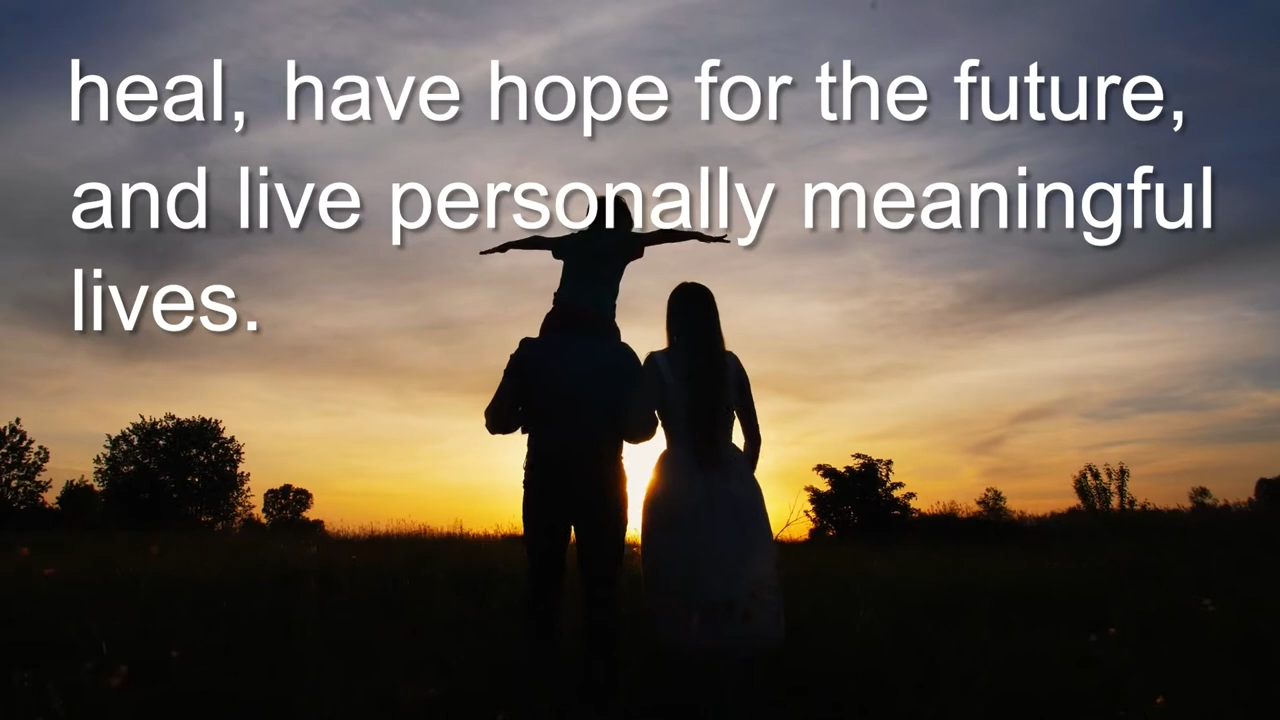 heal, have hope for the future,
and live personally meaningful
lives.